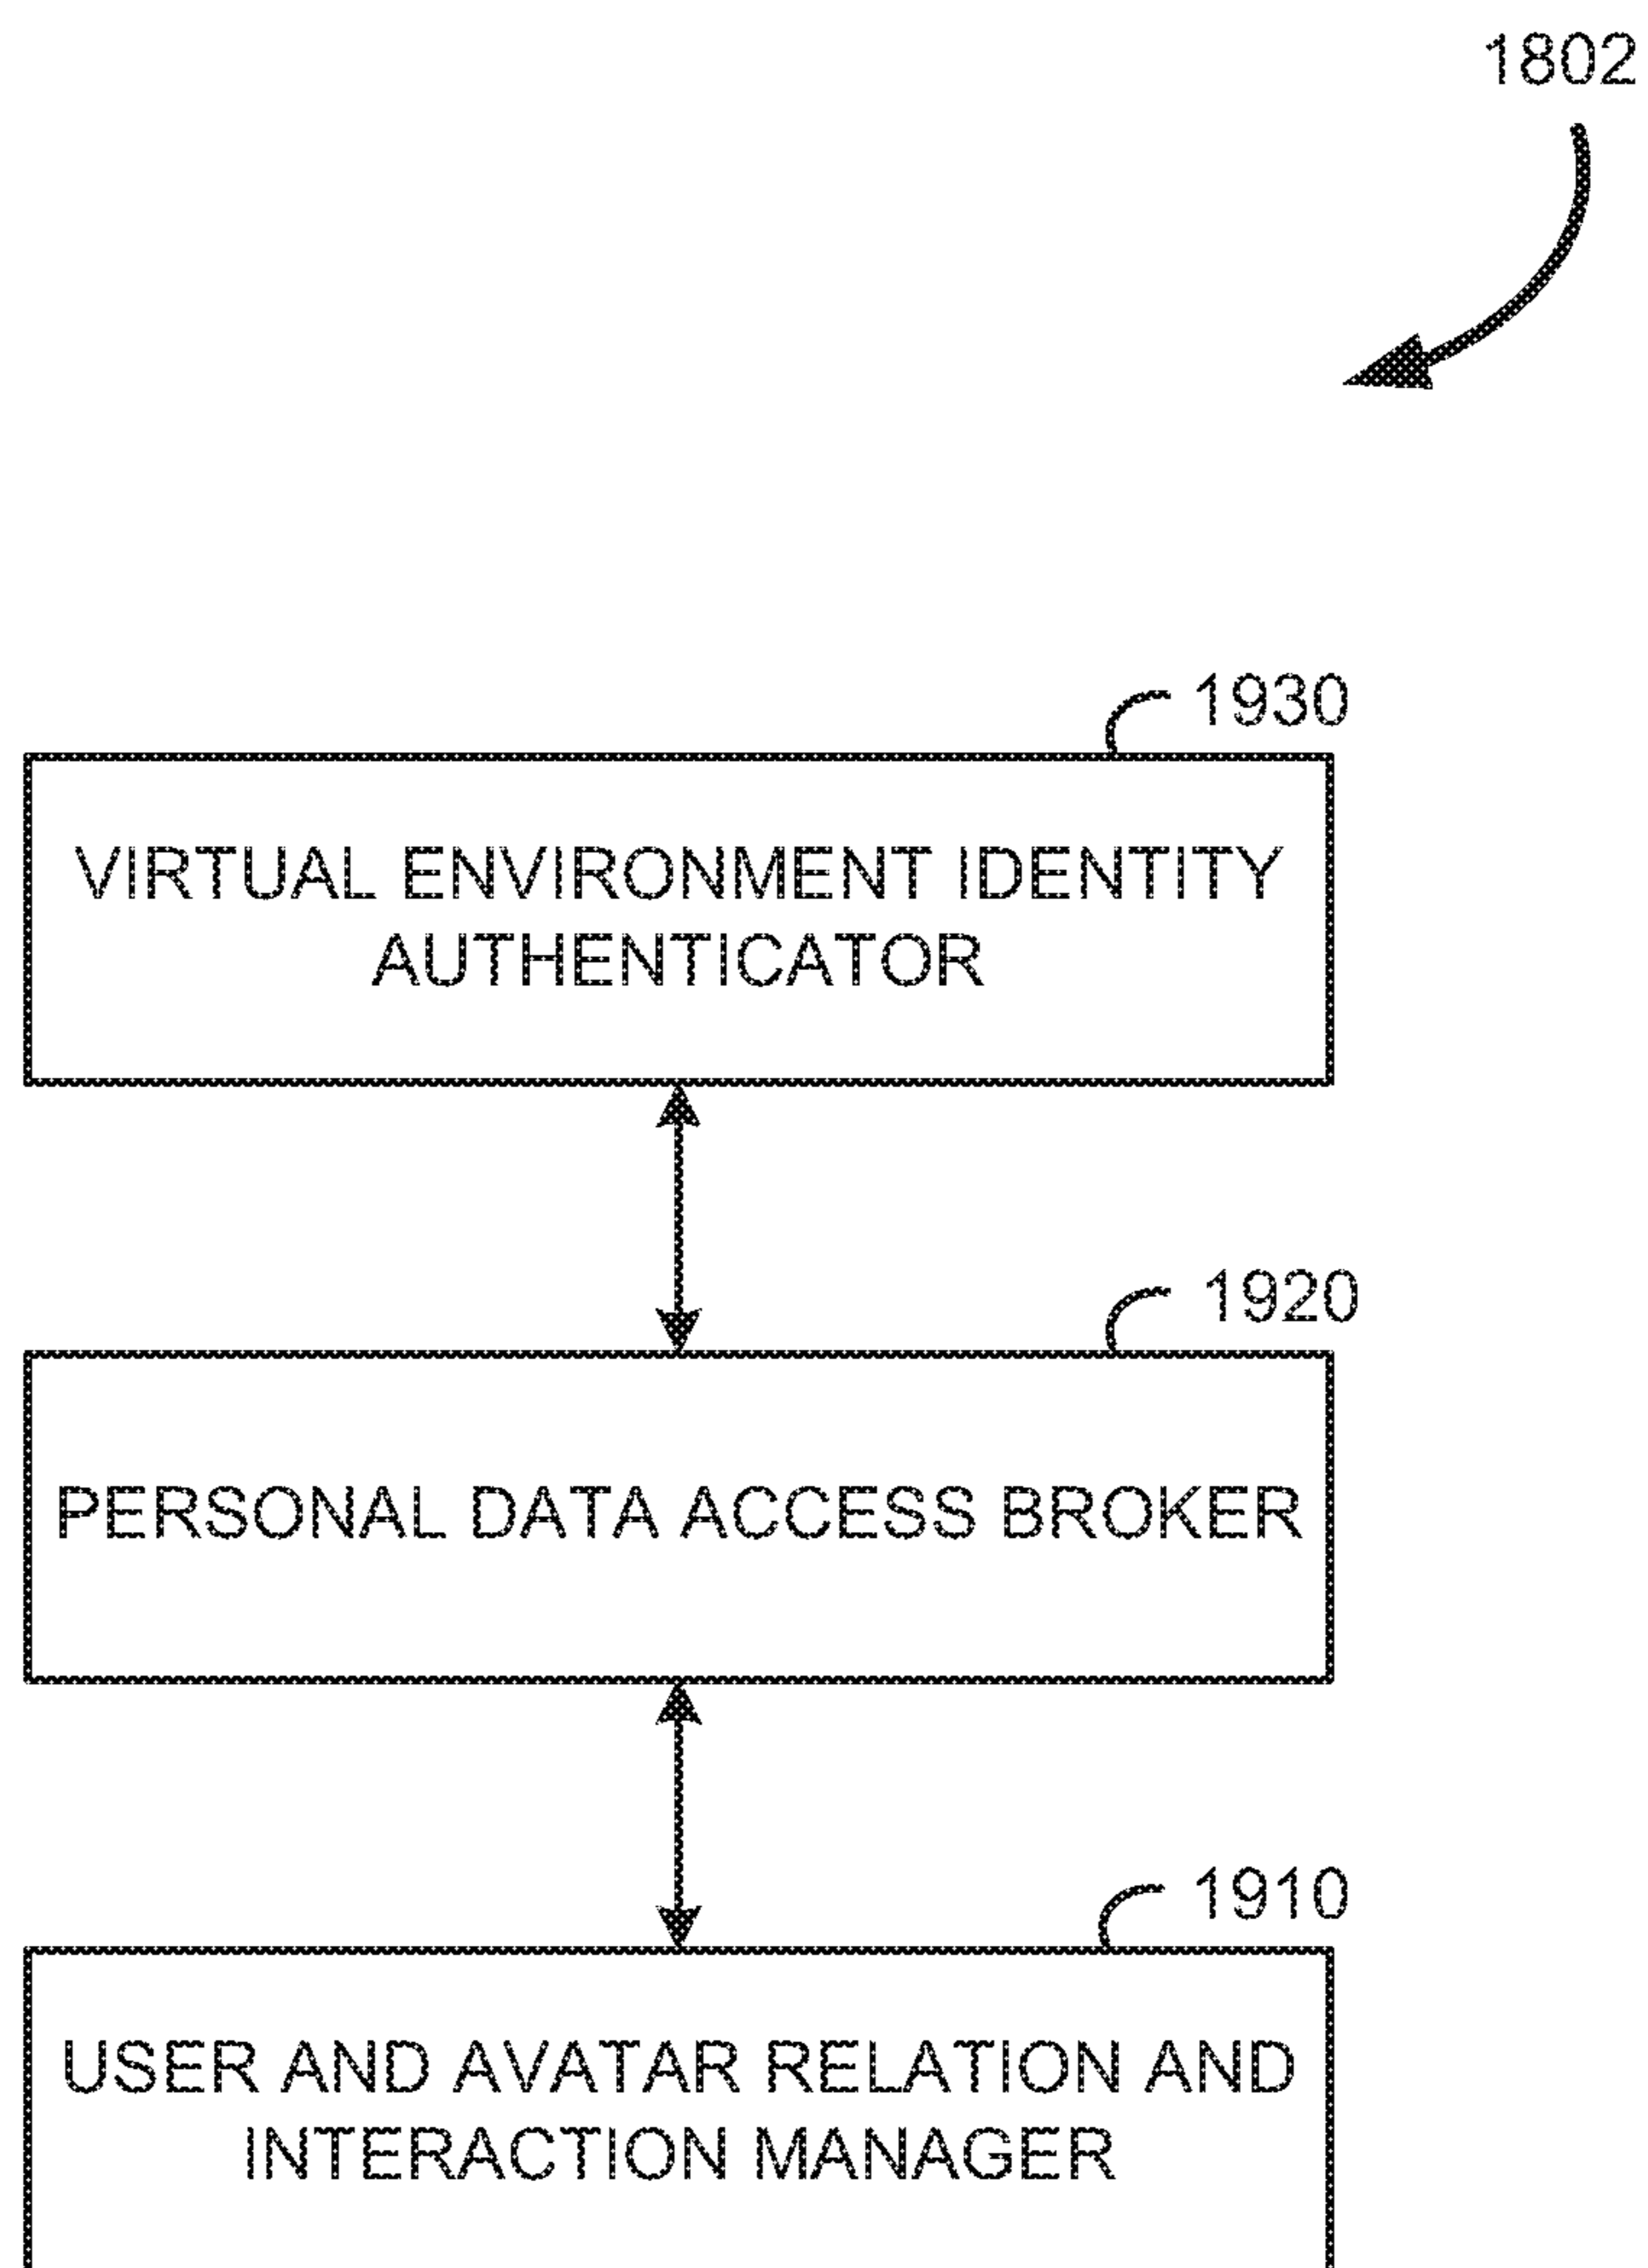 1802
1930
VIRTUAL ENVIRONMENT IDENTITY
AUTHENTICATOR
1920
PERSONAL DATA ACCESS BROKER
1910
USER AND AVATAR RELATION AND
INTERACTION MANAGER